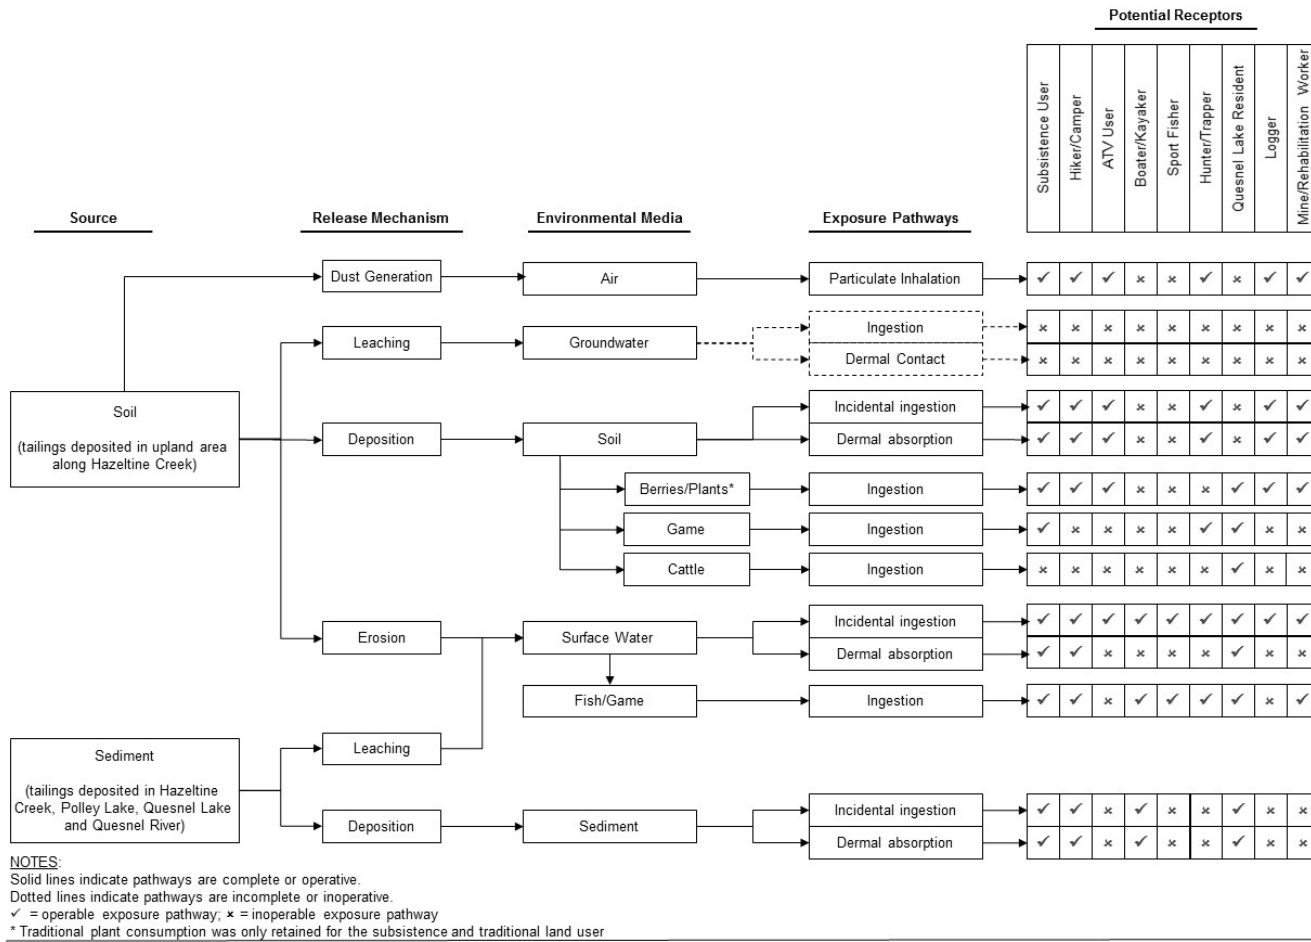 Potential Receptors
Subsistence User
Hiker/Camper
ATV User
Boater/Kayaker
Sport Fisher
Hunter/Trapper
Quesnel Lake Resident
Logger
Mine/Rehabilitation Worker
Source
Release Mechanism
Environmental Media
Exposure Pathways
Dust Generation
Air
Particulate Inhalation
✓ ✓ ✓ × × ✓ × ✓ ✓
Leaching
Groundwater
Ingestion
× × × × × × × × ×
Dermal Contact
× × × × × × × × ×
Soil
(tailings deposited in upland area
along Hazeltine Creek)
Deposition
Soil
Incidental ingestion
✓ ✓ ✓ × × ✓ × ✓ ✓
Dermal absorption
✓ ✓ ✓ × × ✓ × ✓ ✓
Berries/Plants*
Ingestion
✓ ✓ ✓ × × × ✓ ✓ ✓
Game
Ingestion
✓ × × × × ✓ ✓ × ×
Cattle
Ingestion
× × × × × × ✓ × ×
Erosion
Surface Water
Incidental ingestion
✓ ✓ ✓ ✓ ✓ ✓ ✓ ✓ ✓
Dermal absorption
✓ ✓ × × × × ✓ × ×
Fish/Game
Ingestion
✓ ✓ × ✓ ✓ ✓ ✓ × ✓
Sediment
(tailings deposited in Hazeltine
Creek, Polley Lake, Quesnel Lake
and Quesnel River)
Leaching
Deposition
Sediment
Incidental ingestion
✓ ✓ × ✓ × × ✓ × ×
Dermal absorption
✓ ✓ × ✓ × × ✓ × ×
NOTES:
Solid lines indicate pathways are complete or operative.
Dotted lines indicate pathways are incomplete or inoperative.
✓ = operable exposure pathway; × = inoperable exposure pathway
* Traditional plant consumption was only retained for the subsistence and traditional land user